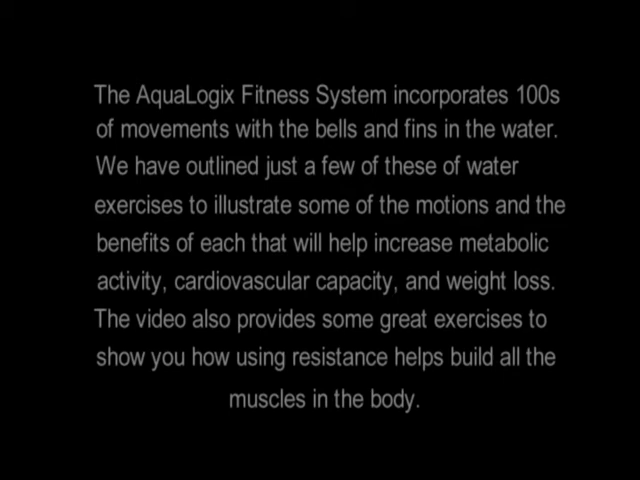 The AquaLogix Fitness System incorporates 100s
of movements with the bells and fins in the water.
We have outlined just a few of these of water
exercises to illustrate some of the motions and the
benefits of each that will help increase metabolic
activity, cardiovascular capacity, and weight loss.
The video also provides some great exercises to
show you how using resistance helps build all the
muscles in the body.